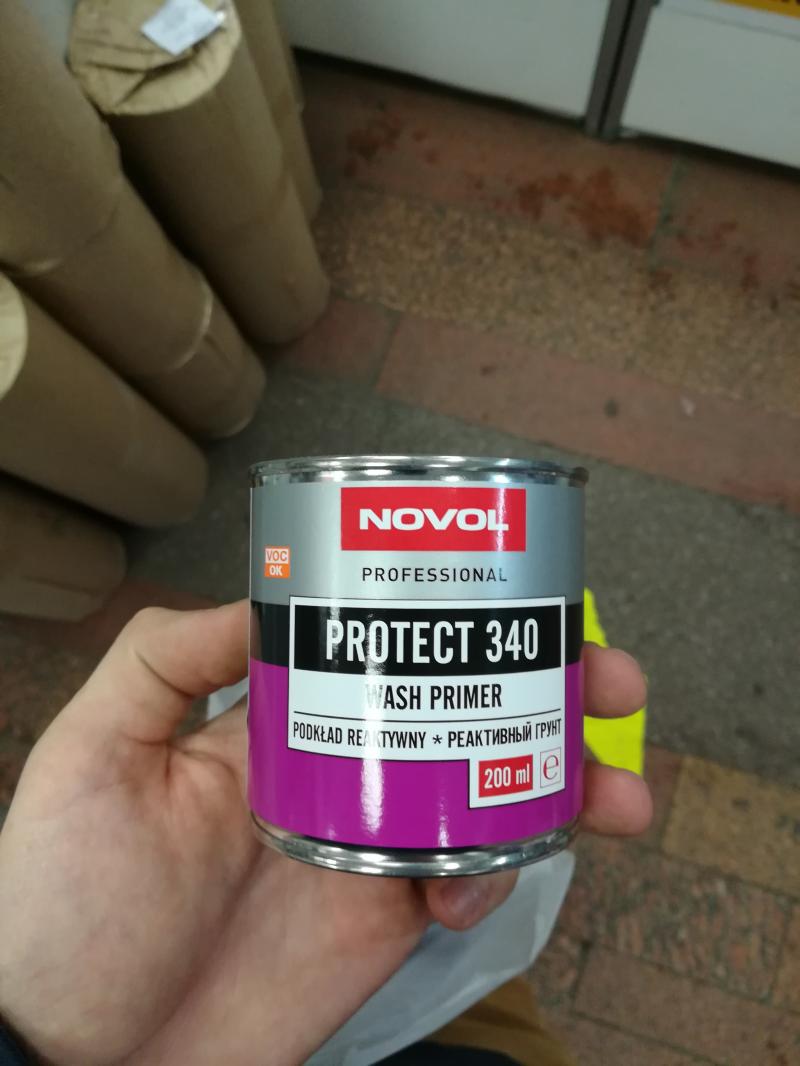 NOVOL
VOC
OK
PROFESSIONAL
PROTECT 340
WASH PRIMER
PODKŁAD REAKTYWNY * РЕАКТИВНЫЙ ГРУНТ
200 ml e